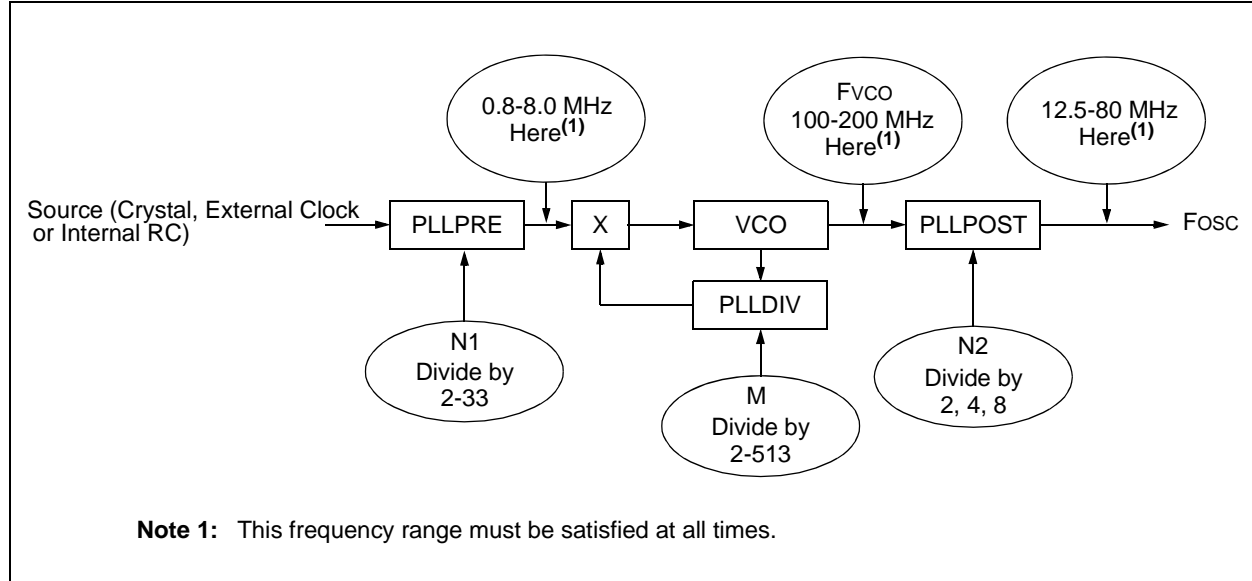 0.8-8.0 MHz
Here(1)
FVCO
100-200 MHz
Here(1)
12.5-80 MHz
Here(1)
Source (Crystal, External Clock
or Internal RC)
PLLPRE
X
VCO
PLLPOST
FOSC
PLLDIV
N1
Divide by
2-33
M
Divide by
2-513
N2
Divide by
2, 4, 8
Note 1: This frequency range must be satisfied at all times.